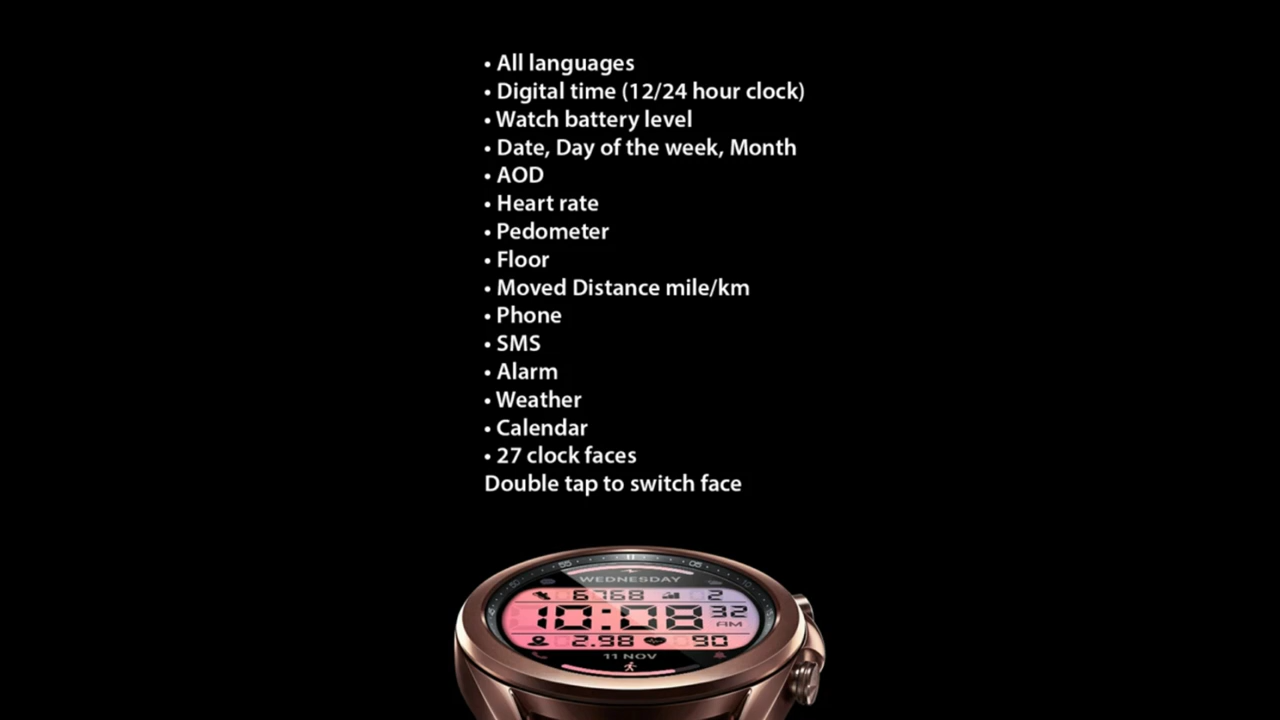 • All languages
• Digital time (12/24 hour clock)
• Watch battery level
• Date, Day of the week, Month
• AOD
• Heart rate
• Pedometer
• Floor
• Moved Distance mile/km
• Phone
• SMS
• Alarm
• Weather
• Calendar
• 27 clock faces
Double tap to switch face
WEDNESDAY
6768 2
10:08 32
AM
2.98 90
11 NOV